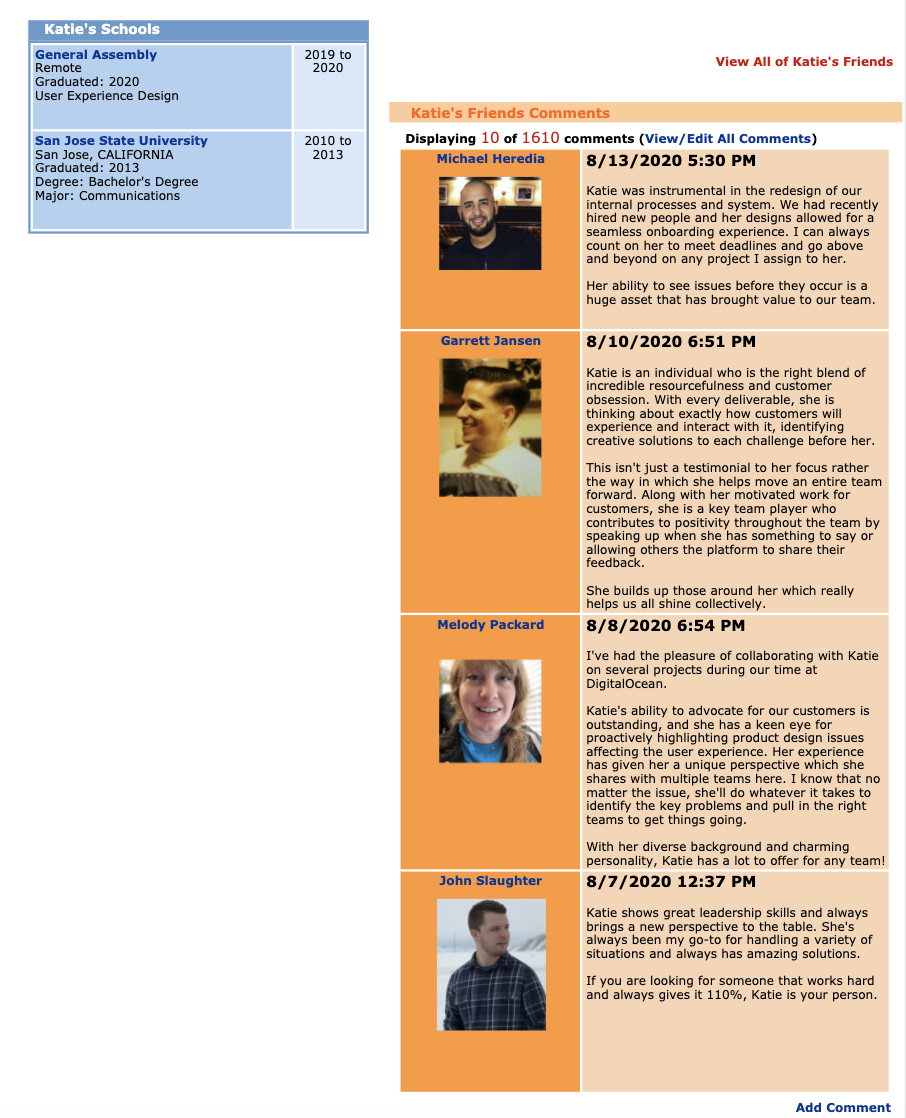 Katie's Schools
General Assembly
Remote
Graduated: 2020
User Experience Design
2019 to
2020
San Jose State University
San Jose, CALIFORNIA
Graduated: 2013
Degree: Bachelor's Degree
Major: Communications
2010 to
2013
View All of Katie's Friends
Katie's Friends Comments
Displaying 10 of 1610 comments (View/Edit All Comments)
Michael Heredia
8/13/2020 5:30 PM
Katie was instrumental in the redesign of our
internal processes and system. We had recently
hired new people and her designs allowed for a
seamless onboarding experience. I can always
count on her to meet deadlines and go above
and beyond on any project I assign to her.
Her ability to see issues before they occur is a
huge asset that has brought value to our team.
Garrett Jansen
8/10/2020 6:51 PM
Katie is an individual who is the right blend of
incredible resourcefulness and customer
obsession. With every deliverable, she is
thinking about exactly how customers will
experience and interact with it, identifying
creative solutions to each challenge before her.
This isn't just a testimonial to her focus rather
the way in which she helps move an entire team
forward. Along with her motivated work for
customers, she is a key team player who
contributes to positivity throughout the team by
speaking up when she has something to say or
allowing others the platform to share their
feedback.
She builds up those around her which really
helps us all shine collectively.
Melody Packard
8/8/2020 6:54 PM
I've had the pleasure of collaborating with Katie
on several projects during our time at
DigitalOcean.
Katie's ability to advocate for our customers is
outstanding, and she has a keen eye for
proactively highlighting product design issues
affecting the user experience. Her experience
has given her a unique perspective which she
shares with multiple teams here. I know that no
matter the issue, she'll do whatever it takes to
identify the key problems and pull in the right
teams to get things going.
With her diverse background and charming
personality, Katie has a lot to offer for any team!
John Slaughter
8/7/2020 12:37 PM
Katie shows great leadership skills and always
brings a new perspective to the table. She's
always been my go-to for handling a variety of
situations and always has amazing solutions.
If you are looking for someone that works hard
and always gives it 110%, Katie is your person.
Add Comment